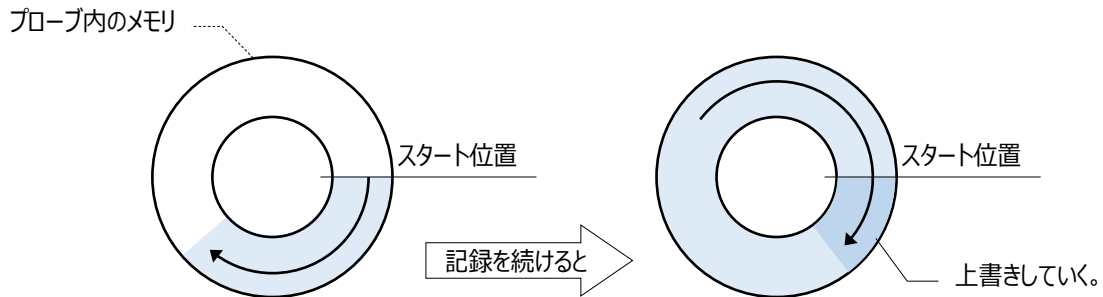 プローブ内のメモリ
スタート位置
スタート位置
記録を続けると
上書きしていく。